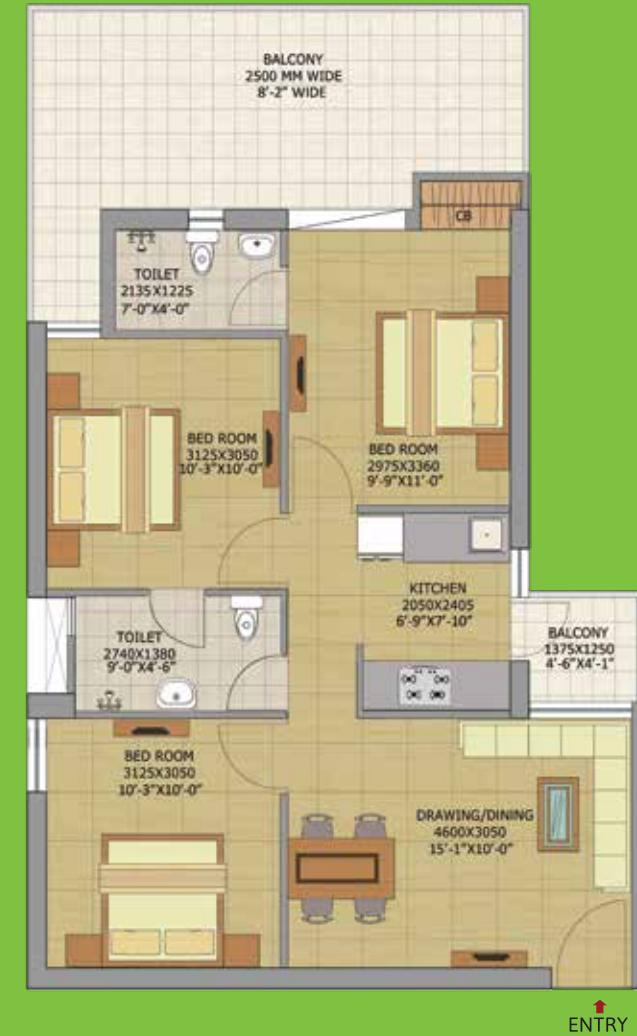 BALCONY
2500 MM WIDE
8'-2" WIDE
CB
TOILET
2135X1225
7'-0"X4'-0"
BED ROOM
3125X3050
10'-3"X10'-0"
BED ROOM
2975X3360
9'-9"X11'-0"
KITCHEN
2050X2405
6'-9"X7'-10"
TOILET
2740X1380
9'-0"X4'-6"
BALCONY
1375X1250
4'-6"X4'-1"
BED ROOM
3125X3050
10'-3"X10'-0"
DRAWING/DINING
4600X3050
15'-1"X10'-0"
ENTRY